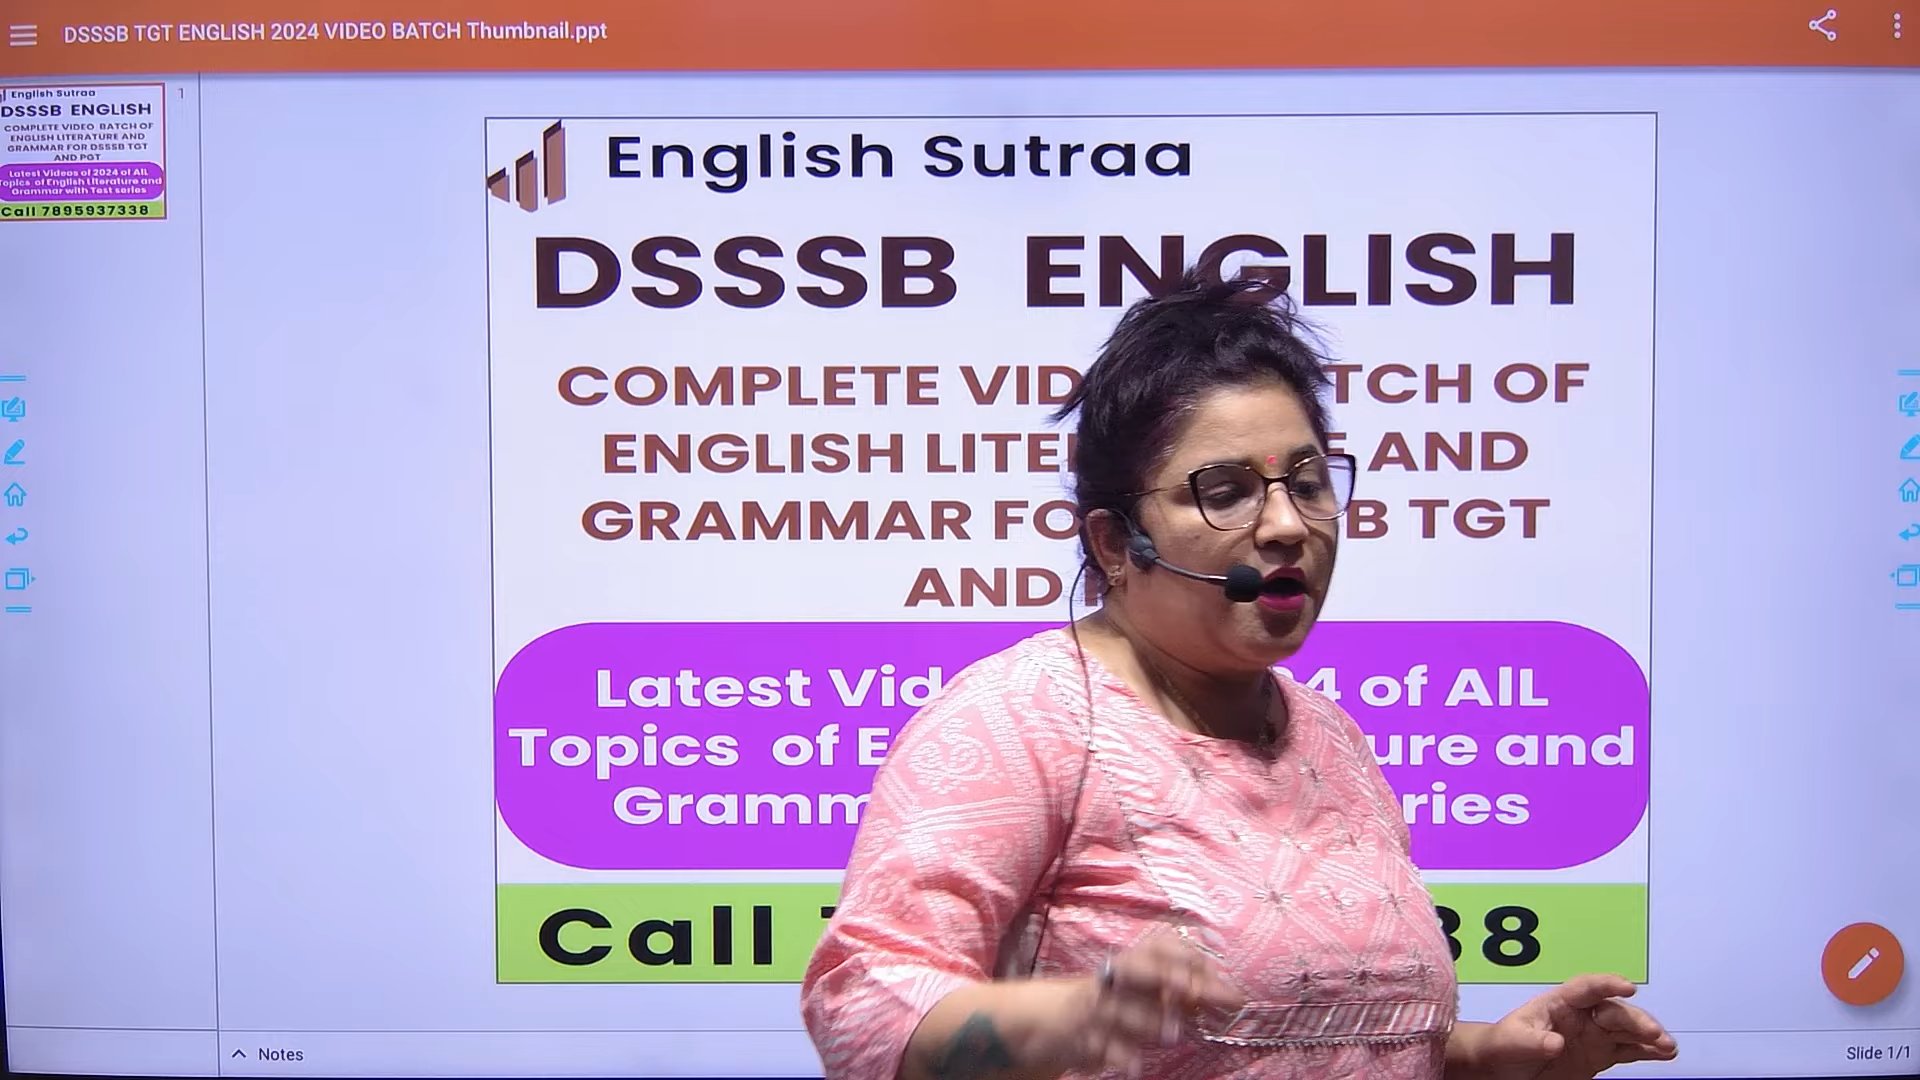 DSSSB TGT ENGLISH 2024 VIDEO BATCH Thumbnail.ppt
English Sutraa
DSSSB ENGLISH
COMPLETE VIDEO BATCH OF
ENGLISH LITERATURE AND
GRAMMAR FOR DSSSB TGT
AND PGT
Latest Videos of 2024 of AlL
Topics of English Literature and
Grammar with Test series
Call 7895937338
1
English Sutraa
DSSSB ENGLISH
COMPLETE VID TCH OF
ENGLISH LITE AND
GRAMMAR FO B TGT
AND
Latest Vid 24 of AlL
Topics of E ure and
Gramm ries
Call 38
Notes
Slide 1/1